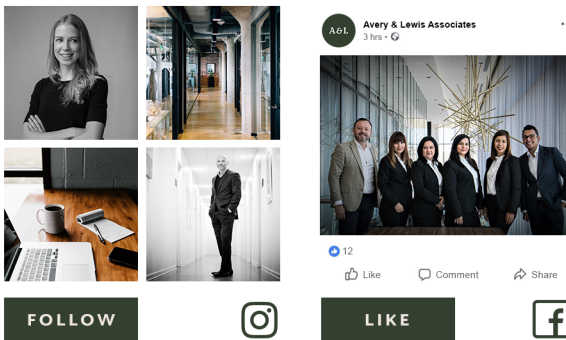 A&L
Avery & Lewis Associates
3 hrs
12
Like
Comment
Share
FOLLOW
LIKE